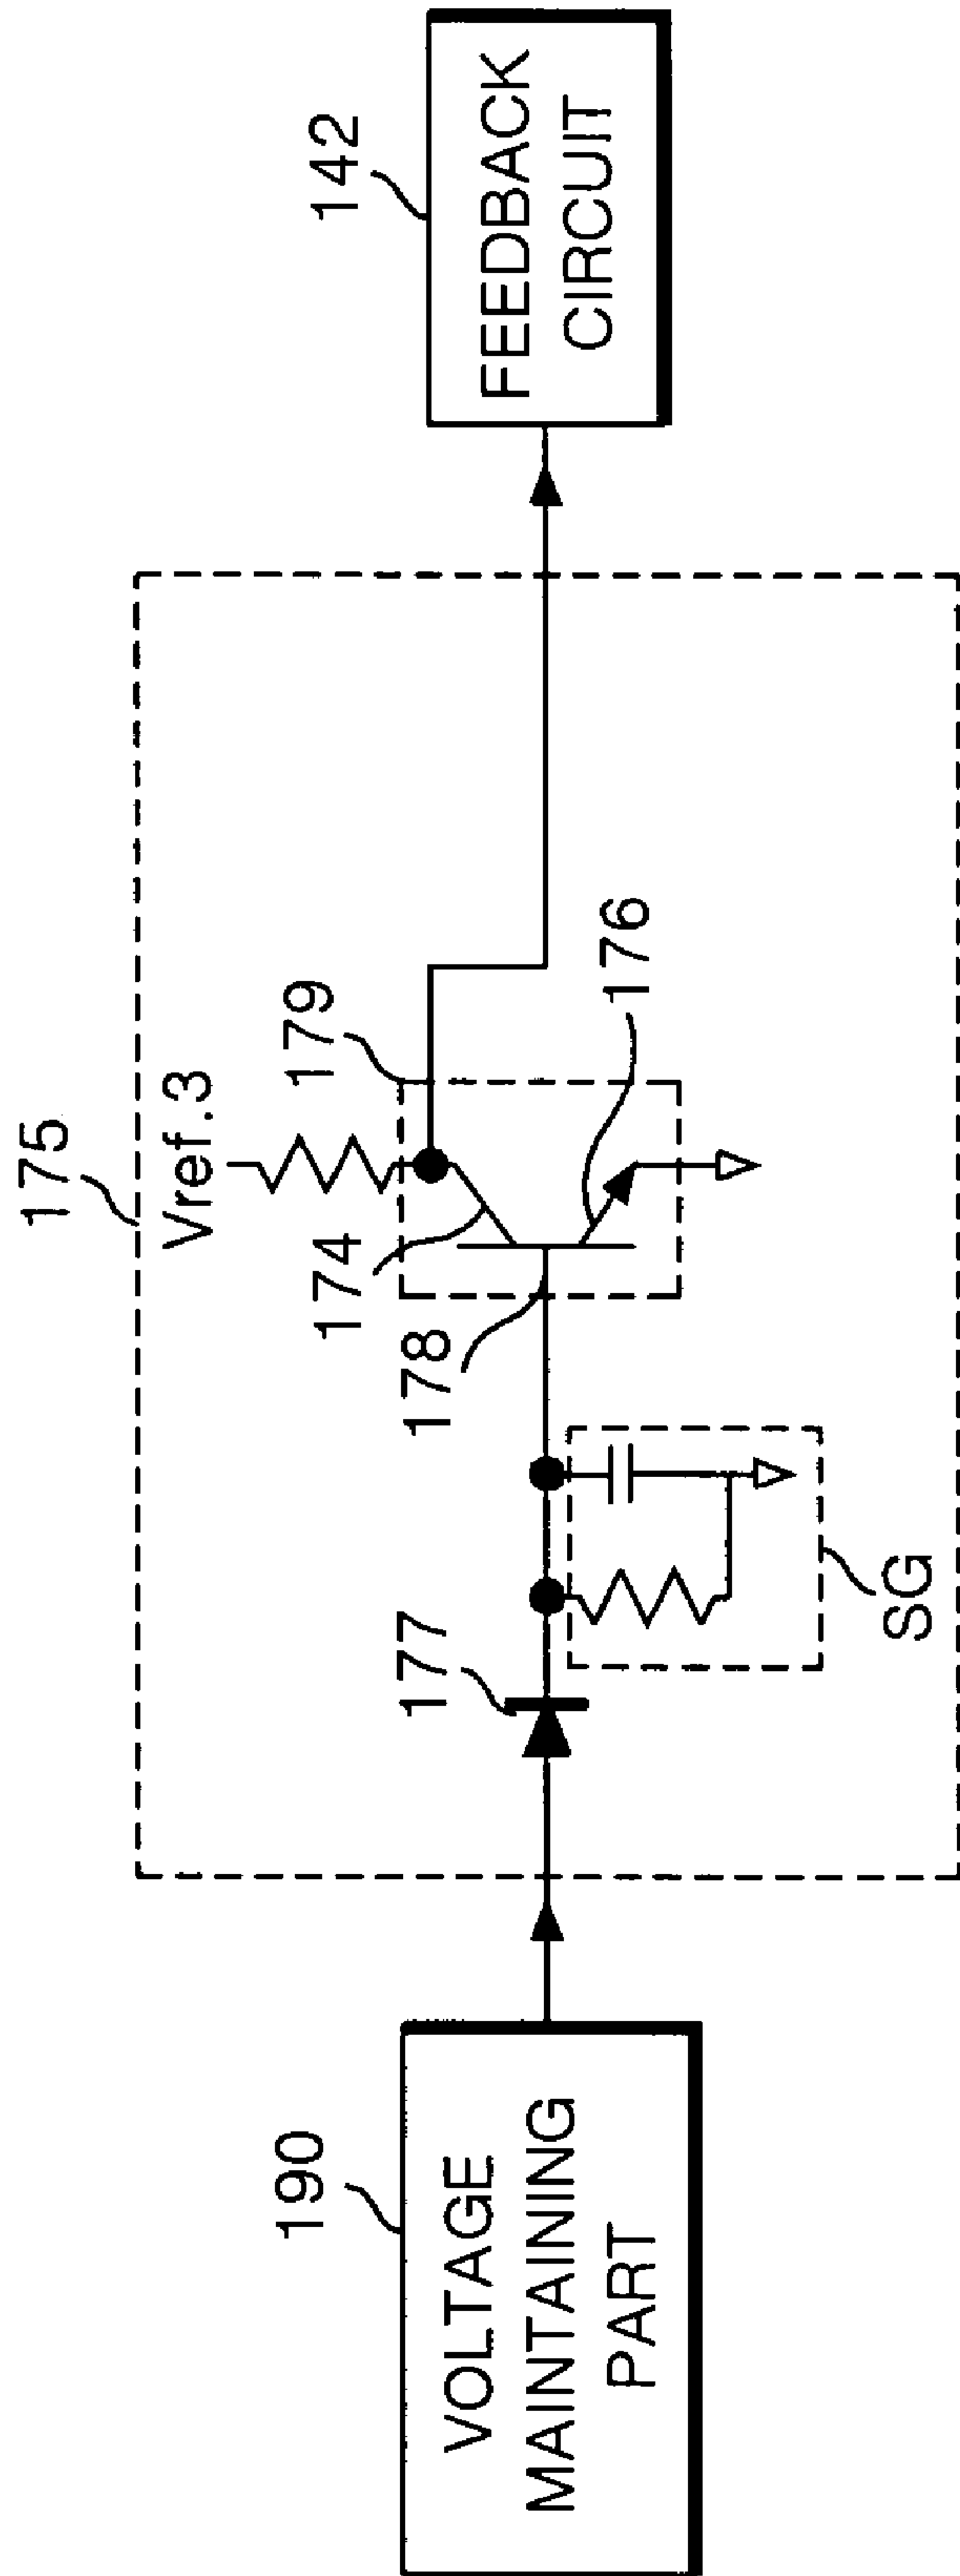 175
Vref.3
179
174
178
176
177
SG
190
VOLTAGE
MAINTAINING
PART
142
FEEDBACK
CIRCUIT